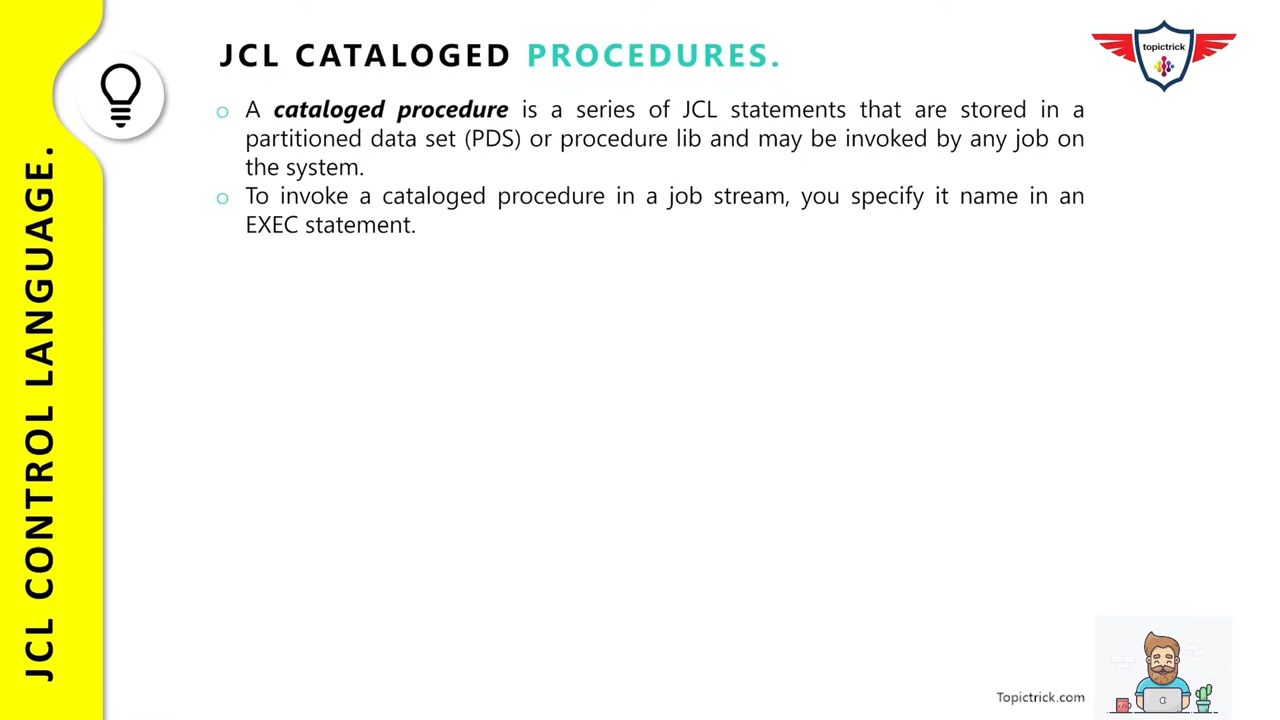 JCL CATALOGED PROCEDURES.
topictrick
o A cataloged procedure is a series of JCL statements that are stored in a
partitioned data set (PDS) or procedure lib and may be invoked by any job on
the system.
o To invoke a cataloged procedure in a job stream, you specify it name in an
EXEC statement.
JCL CONTROL LANGUAGE.
Topictrick.com